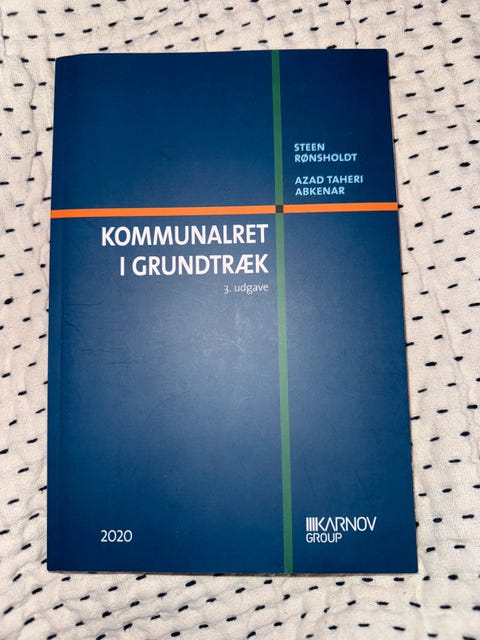 STEEN
RØNSHOLDT
AZAD TAHERI
ABKENAR
KOMMUNALRET
I GRUNDTRÆK
3. udgave
2020
KARNOV
GROUP